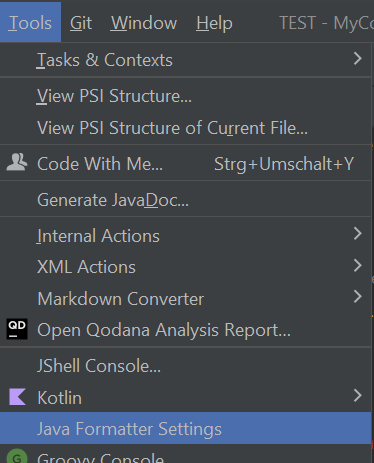 Tools Git Window Help TEST - MyCo
Tasks & Contexts
View PSI Structure...
View PSI Structure of Current File...
Code With Me... Strg+Umschalt+Y
Generate JavaDoc...
Internal Actions
XML Actions
Markdown Converter
QD Open Qodana Analysis Report...
JShell Console...
Kotlin
Java Formatter Settings
G Groovy Console